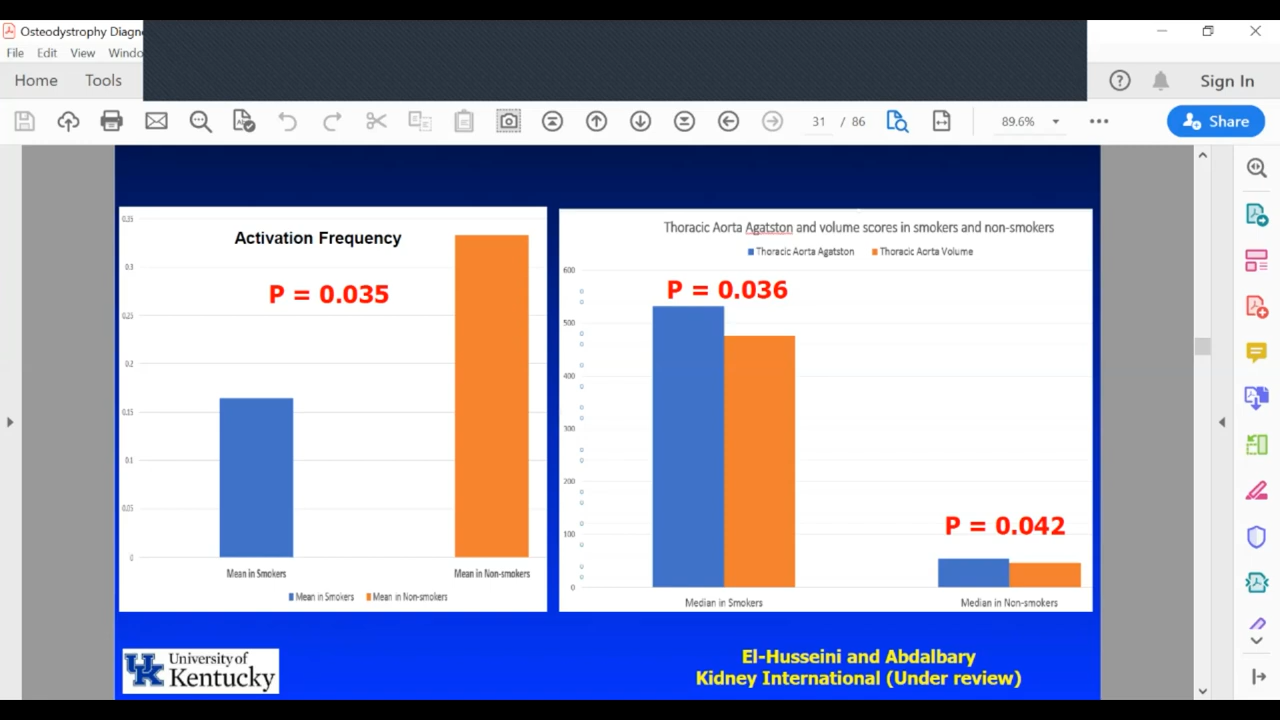 Osteodystrophy Diagn
File Edit View Windo
Home Tools
Sign In
31 / 86
89.6%
Share
Activation Frequency
P = 0.035
0.35
0.3
0.25
0.2
0.15
0.1
0.05
0
Mean in Smokers Mean in Non-smokers
Mean in Smokers Mean in Non-smokers
Thoracic Aorta Agatston and volume scores in smokers and non-smokers
Thoracic Aorta Agatston Thoracic Aorta Volume
P = 0.036
600
500
400
300
200
100
0
P = 0.042
Median in Smokers Median in Non-smokers
University of
Kentucky
El-Husseini and Abdalbary
Kidney International (Under review)